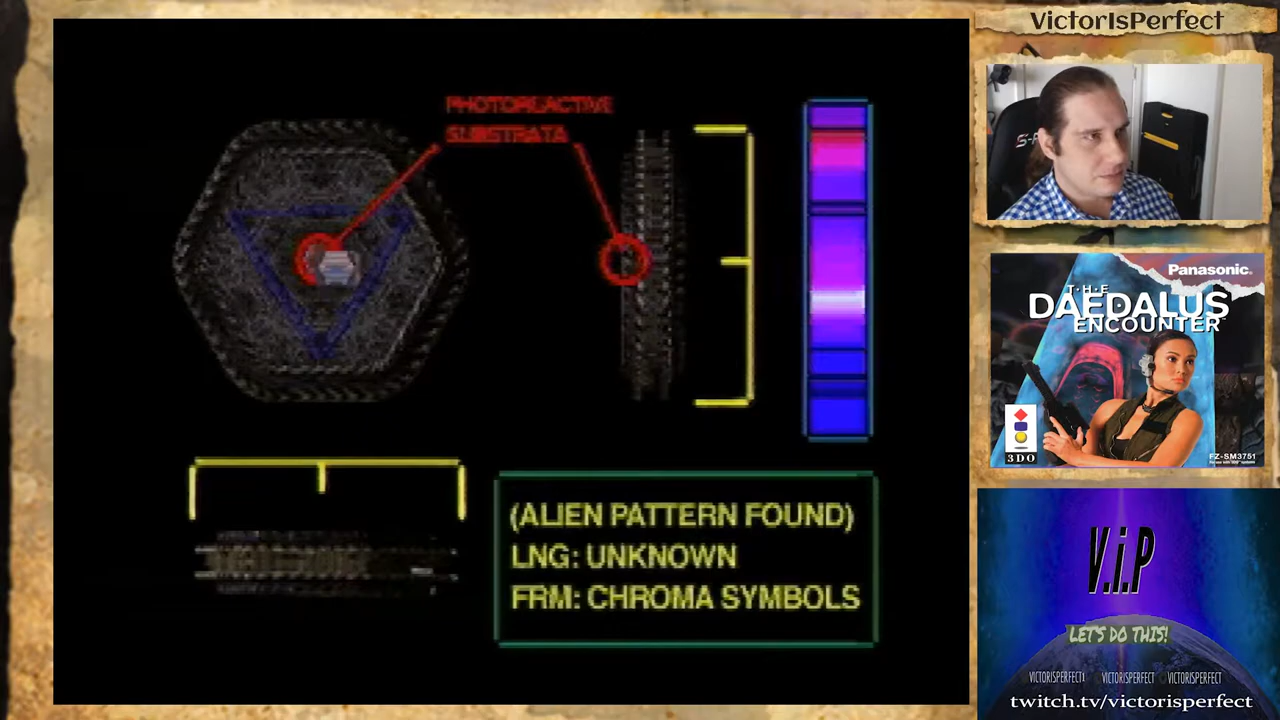 VictorIsPerfect
PHOTOREACTIVE
SUBSTRATA
(ALIEN PATTERN FOUND)
LNG: UNKNOWN
FRM: CHROMA SYMBOLS
Panasonic
THE
DAEDALUS
ENCOUNTER
3DO
FZ-SM3751
V.i.P
LET'S DO THIS!
VICTORISPERFECT1 VICTORISPERFECT VICTORISPERFECT
twitch.tv/victorisperfect